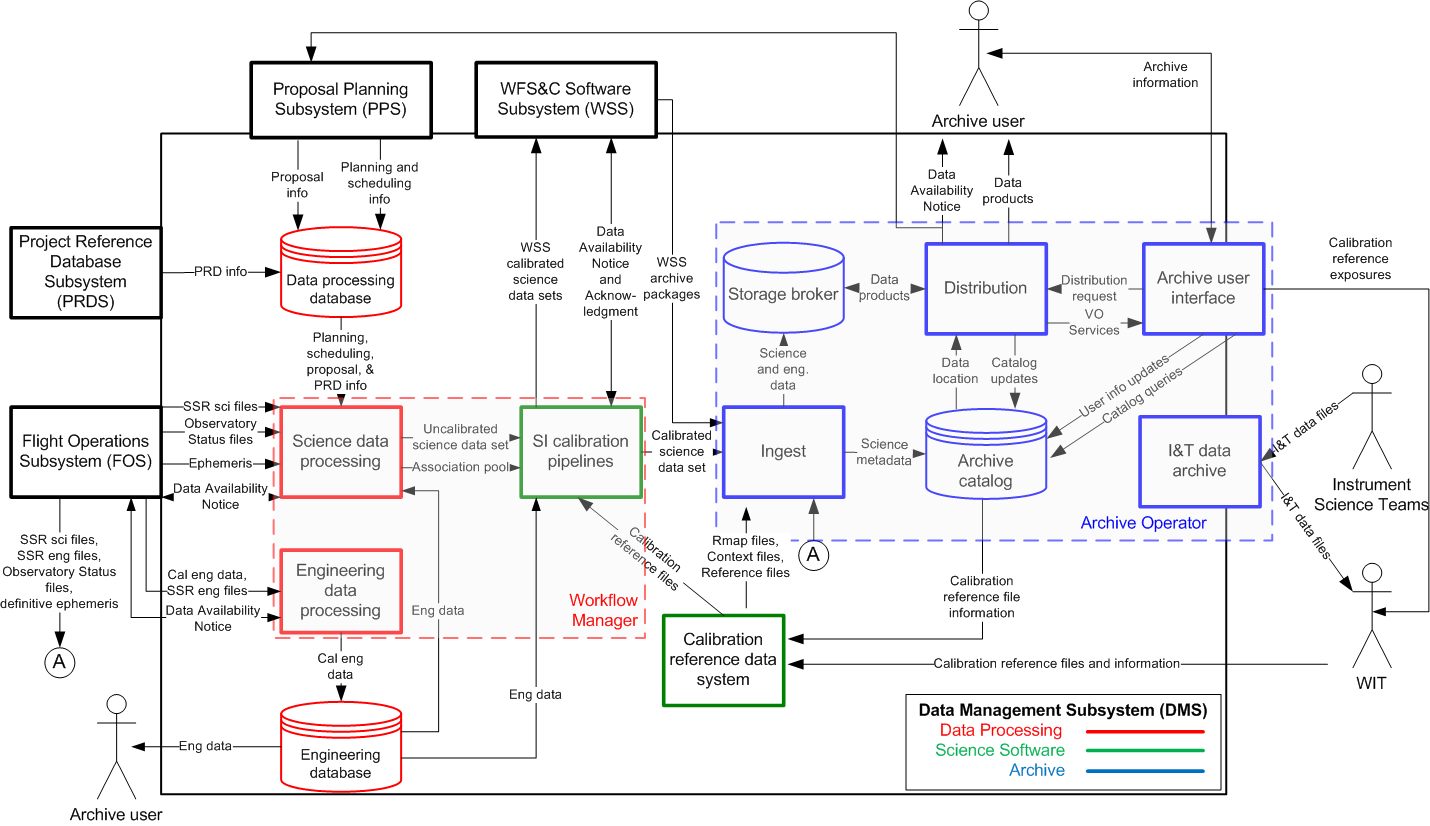 Proposal Planning
Subsystem (PPS)
WFS&C Software
Subsystem (WSS)
Archive user
Archive
information
Proposal
info
Planning and
scheduling
info
Data
Availability
Notice
Data
products
Project Reference
Database
Subsystem
(PRDS)
PRD info
Data processing
database
WSS
calibrated
science
data sets
Data
Availability
Notice
and
Acknow-
ledgment
WSS
archive
packages
Storage broker
Data
products
Distribution
Distribution
request
VO
Services
Archive user
interface
Calibration
reference
exposures
Planning,
scheduling,
proposal, &
PRD info
Science
and eng.
data
Data
location
Catalog
updates
User info updates
Catalog queries
Flight Operations
Subsystem (FOS)
SSR sci files
Observatory
Status files
Ephemeris
Data Availability
Notice
Science data
processing
Uncalibrated
science data set
Association pool
SI calibration
pipelines
Calibrated
science
data set
Ingest
Science
metadata
Archive
catalog
I&T data
archive
I&T data files
I&T data files
Instrument
Science Teams
Archive Operator
SSR sci files,
SSR eng files,
Observatory Status
files,
definitive ephemeris
A
Cal eng data,
SSR eng files
Data Availability
Notice
Engineering
data
processing
Eng data
Workflow
Manager
Calibration
reference files
Rmap files,
Context files,
Reference files
A
Calibration
reference file
information
Calibration
reference data
system
Calibration reference files and information
WIT
Cal eng
data
Eng data
Engineering
database
Eng data
Archive user
Data Management Subsystem (DMS)
Data Processing
Science Software
Archive